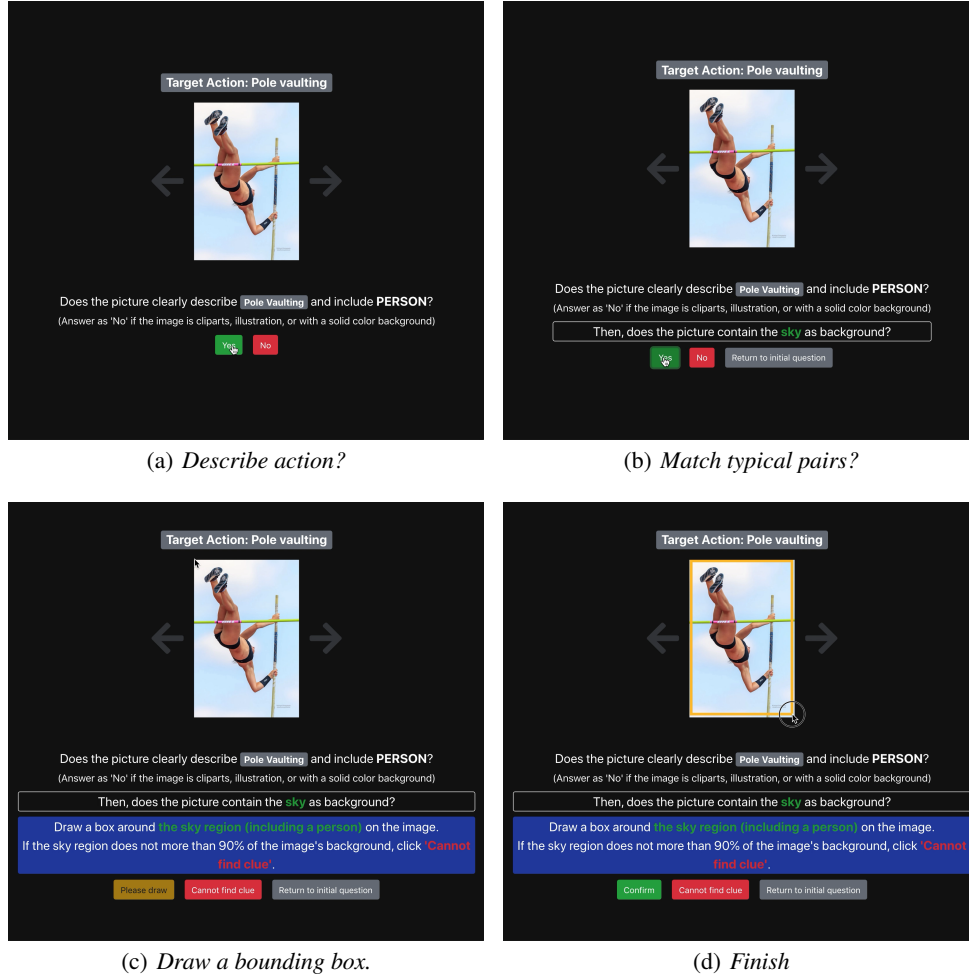 Target Action: Pole vaulting
Does the picture clearly describe Pole Vaulting and include PERSON?
(Answer as 'No' if the image is cliparts, illustration, or with a solid color background)
Yes No
(a) Describe action?
Target Action: Pole vaulting
Does the picture clearly describe Pole Vaulting and include PERSON?
(Answer as 'No' if the image is cliparts, illustration, or with a solid color background)
Then, does the picture contain the sky as background?
Yes No Return to initial question
(b) Match typical pairs?
Target Action: Pole vaulting
Does the picture clearly describe Pole Vaulting and include PERSON?
(Answer as 'No' if the image is cliparts, illustration, or with a solid color background)
Then, does the picture contain the sky as background?
Draw a box around the sky region (including a person) on the image.
If the sky region does not more than 90% of the image's background, click 'Cannot
find clue'.
Please draw Cannot find clue Return to initial question
(c) Draw a bounding box.
Target Action: Pole vaulting
Does the picture clearly describe Pole Vaulting and include PERSON?
(Answer as 'No' if the image is cliparts, illustration, or with a solid color background)
Then, does the picture contain the sky as background?
Draw a box around the sky region (including a person) on the image.
If the sky region does not more than 90% of the image's background, click 'Cannot
find clue'.
Confirm Cannot find clue Return to initial question
(d) Finish